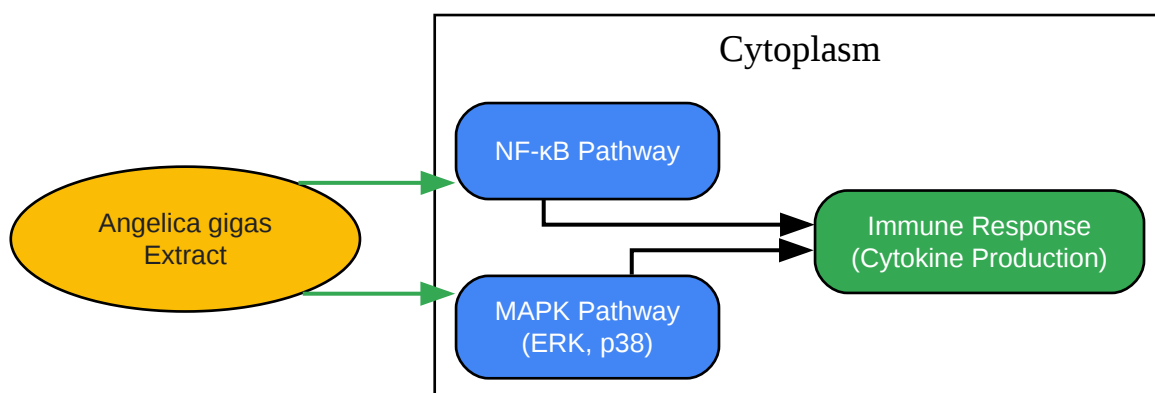 Cytoplasm
NF-κB Pathway
Angelica gigas
Extract
Immune Response
(Cytokine Production)
MAPK Pathway
(ERK, p38)